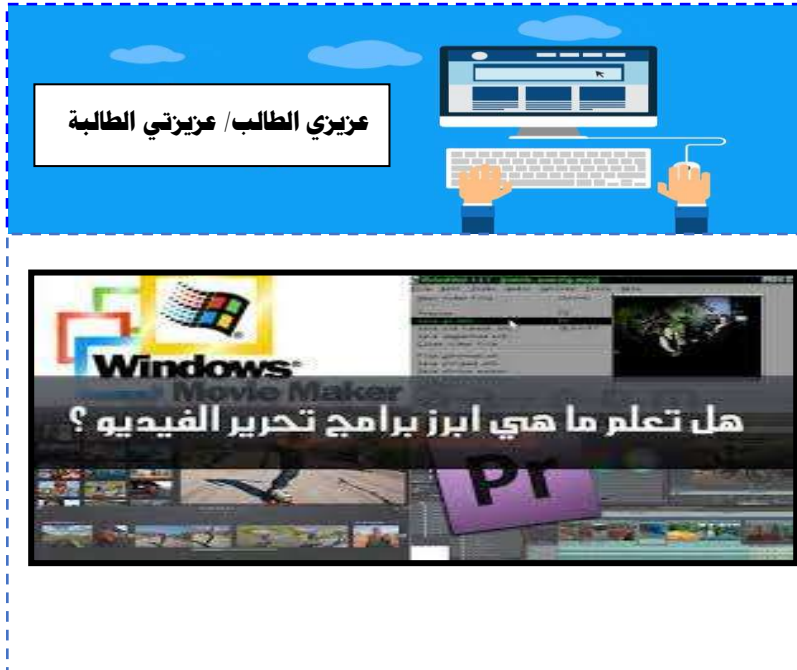 عزيزي الطالب/ عزيزتي الطالبة
Windows
Movie Maker
هل تعلم ما هي ابرز برامج تحرير الفيديو ؟
Pr